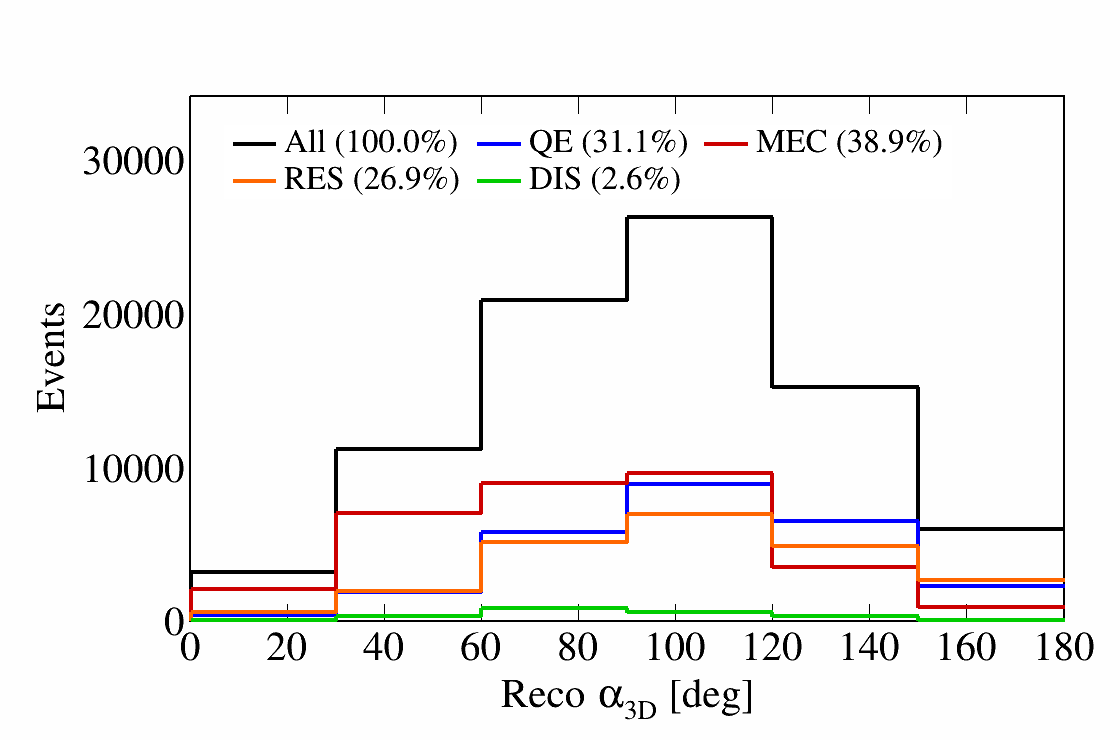 All (100.0%) QE (31.1%) MEC (38.9%)
RES (26.9%) DIS (2.6%)
30000
20000
10000
0
Events
0 20 40 60 80 100 120 140 160 180
Reco α3D [deg]